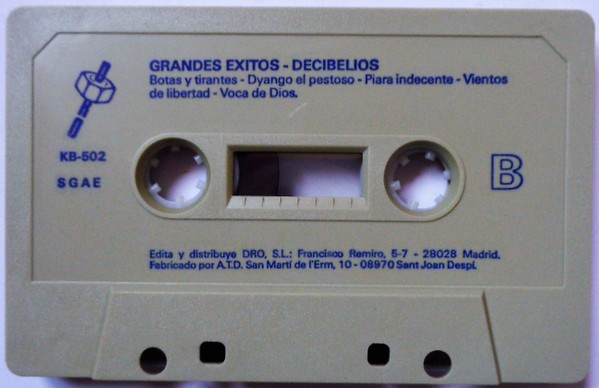 GRANDES EXITOS - DECIBELIOS
Botas y tirantes - Dyango el pestoso - Piara indecente - Vientos
de libertad - Voca de Dios.
KB-502
SGAE
B
Edita y distribuye DRO, S.L.: Francisco Remiro, 5-7 - 28028 Madrid.
Fabricado por A.T.D. San Martí de l'Erm, 10 - 08970 Sant Joan Despí.